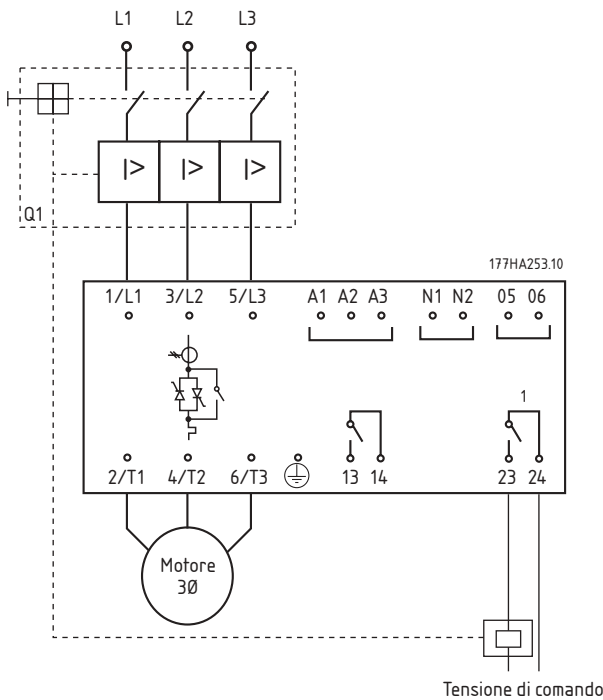 L1 L2 L3
I> I> I>
Q1
177HA253.10
1/L1 3/L2 5/L3 A1 A2 A3 N1 N2 05 06
1
2/T1 4/T2 6/T3 13 14 23 24
Motore
3Ø
Tensione di comando